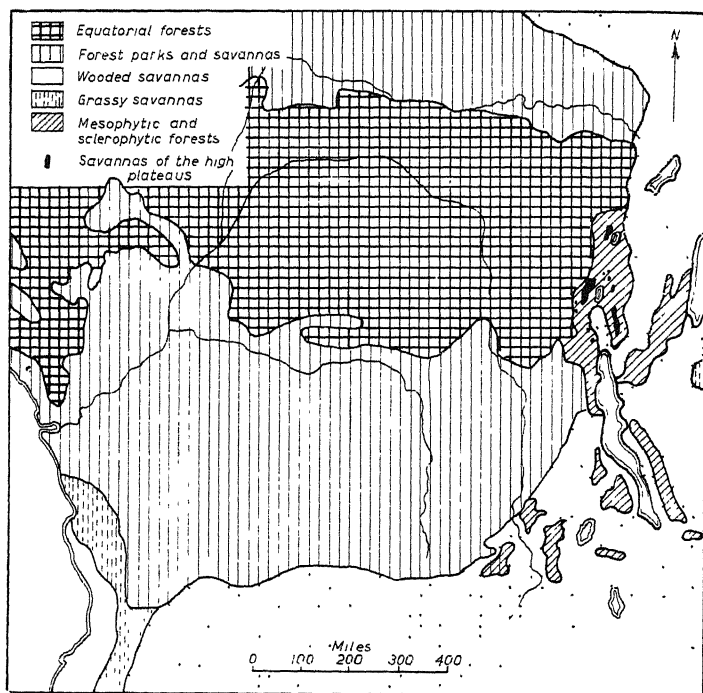 Equatorial forests
Forest parks and savannas
Wooded savannas
Grassy savannas
Mesophytic and
sclerophytic forests
Savannas of the high
plateaus
N
Miles
0 100 200 300 400